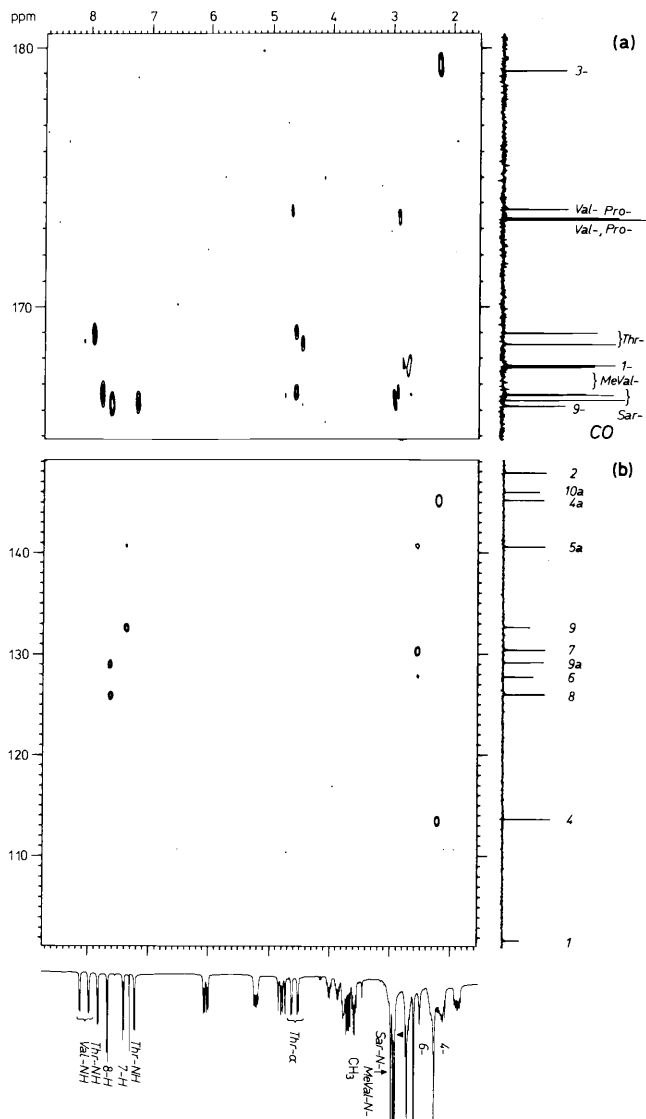 ppm 8 7 6 5 4 3 2
(a)
180
3-
175
Val- Pro-
Val-, Pro-
170
}Thr-
1-
}MeVal-
}
9- Sar-
CO
(b)
2
10a
4a
140
5a
9
130
7
9a
6
8
120
4
110
1
Val-NH
Thr-NH
8-H
7-H
Thr-NH
Thr-α
Sar-N-
MeVal-N-
CH3
6-
4-